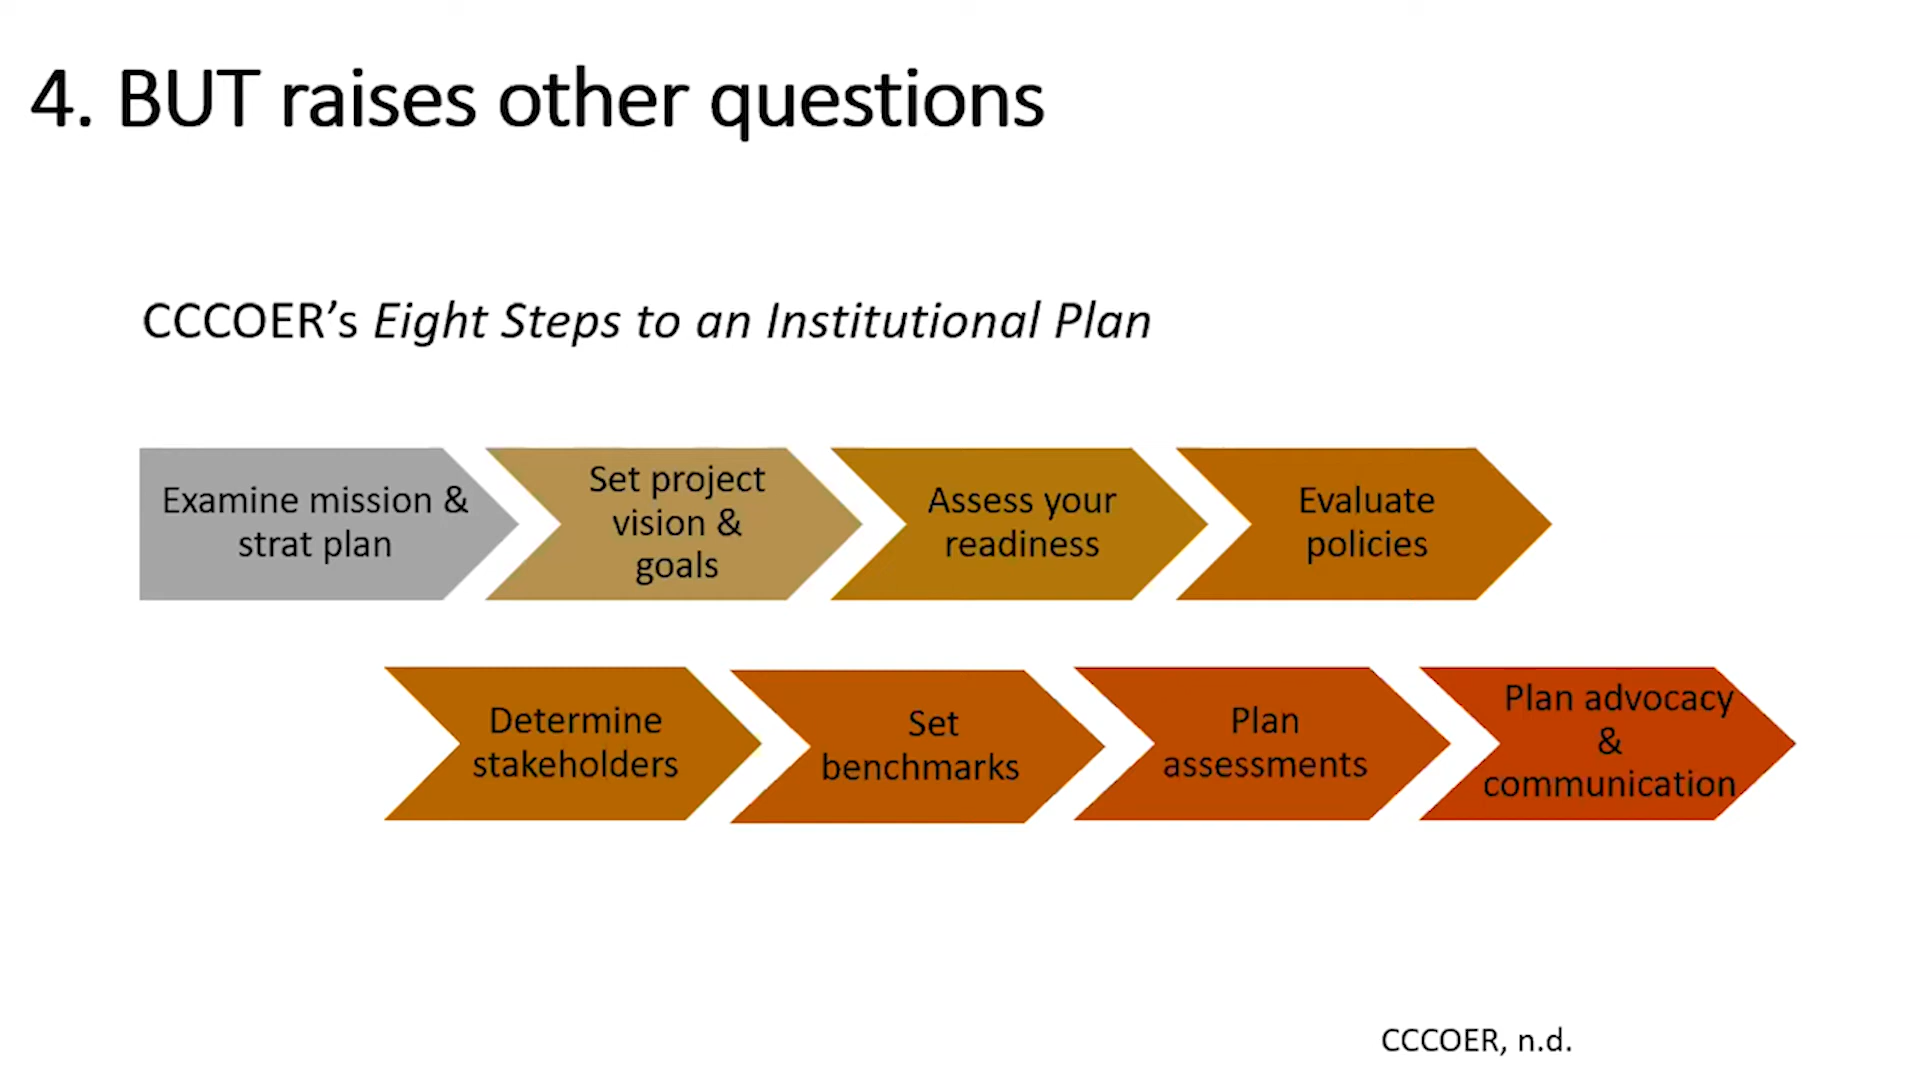 4. BUT raises other questions
CCCOER’s Eight Steps to an Institutional Plan
Examine mission &
strat plan
Set project
vision &
goals
Assess your
readiness
Evaluate
policies
Determine
stakeholders
Set
benchmarks
Plan
assessments
Plan advocacy
&
communication
CCCOER, n.d.